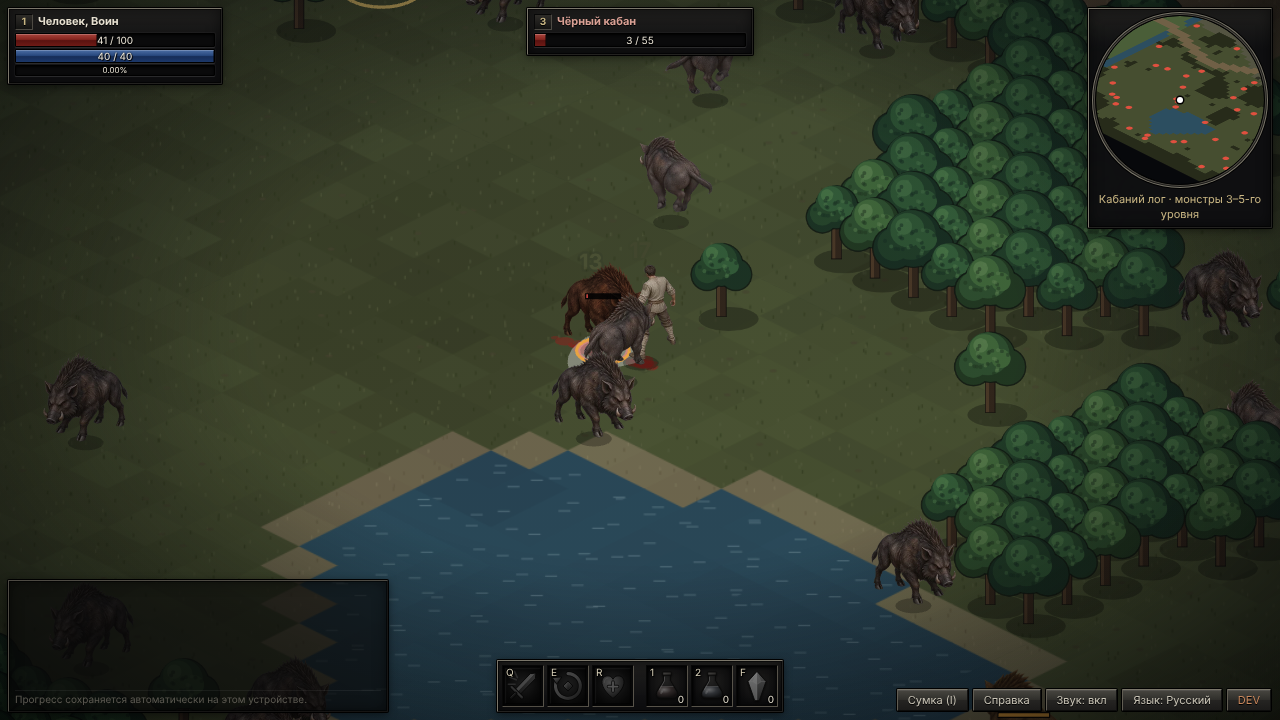 1 Человек, Воин
41 / 100
40 / 40
0.00%
3 Чёрный кабан
3 / 55
Кабаний лог · монстры 3–5-го
уровня
13
Прогресс сохраняется автоматически на этом устройстве.
Q E R 1 2 F
0 0 0
Сумка (I) Справка Звук: вкл Язык: Русский DEV